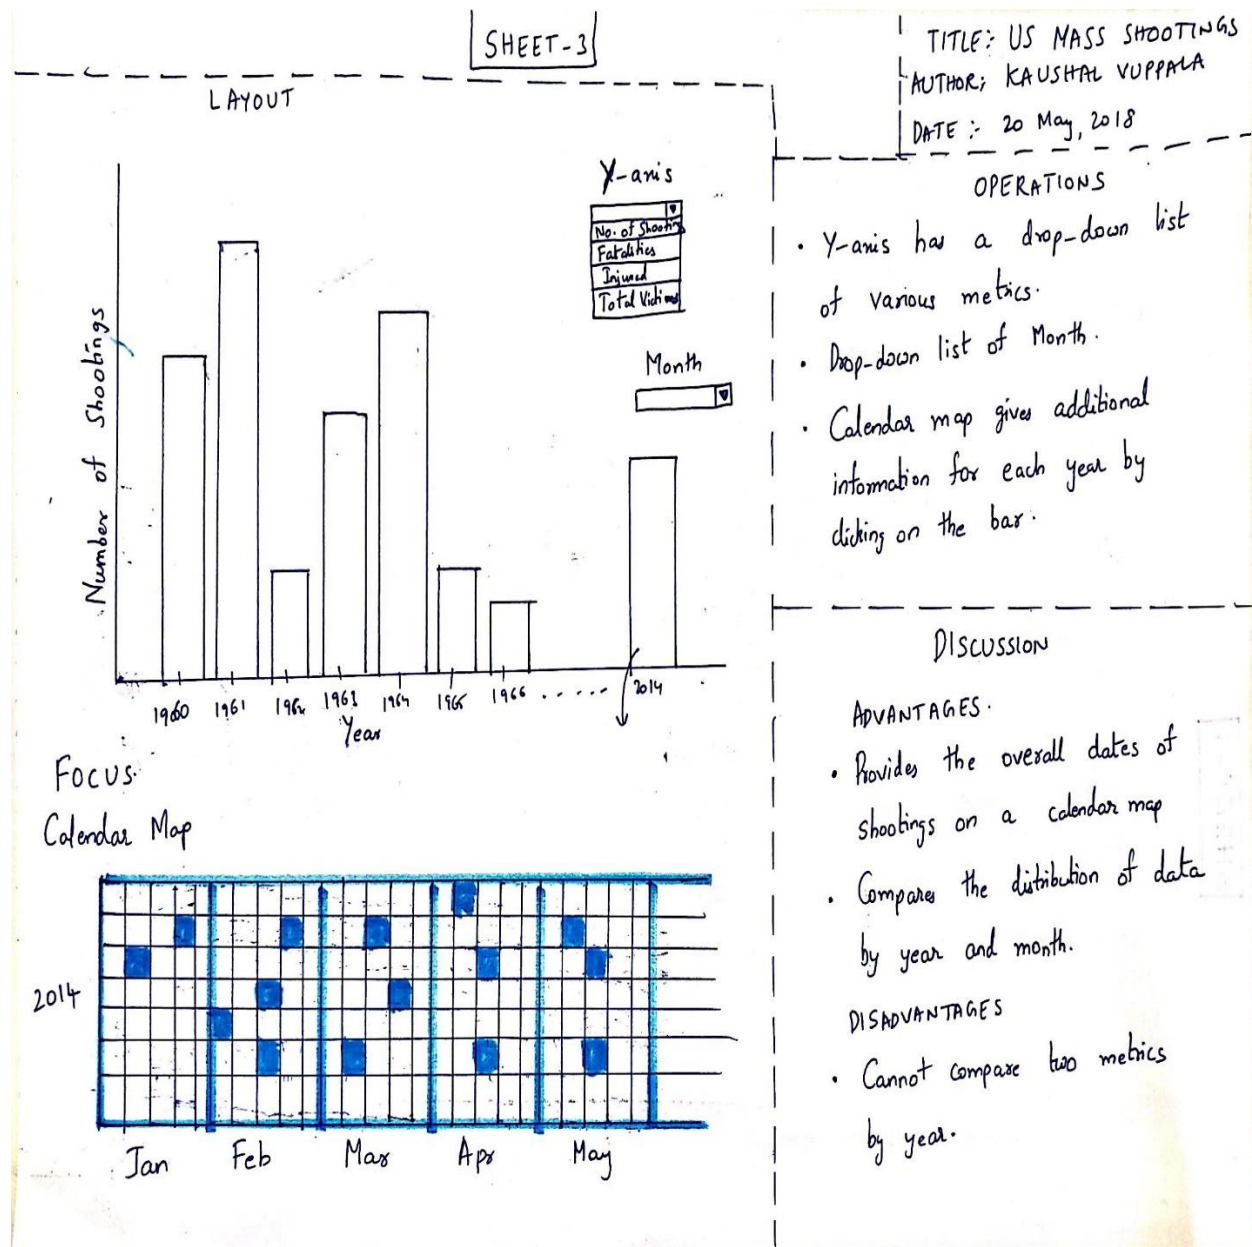 SHEET-3
TITLE:- US MASS SHOOTINGS
AUTHOR; KAUSHAL VUPPALA
DATE :- 20 May, 2018
LAYOUT
Number of Shootings
Y-axis
No. of Shooting
Fatalities
Injured
Total Victims
Month
1960 1961 1962 1963 1964 1965 1966 ...... 2014
Year
FOCUS.
Calendar Map
2014
Jan Feb Mar Apr May
OPERATIONS
• Y-axis has a drop-down list
of various metrics.
• Drop-down list of Month.
• Calendar map gives additional
information for each year by
clicking on the bar.
DISCUSSION
ADVANTAGES.
• Provides the overall dates of
shootings on a calendar map
• Compares the distribution of data
by year and month.
DISADVANTAGES
• Cannot compare two metrics
by year.